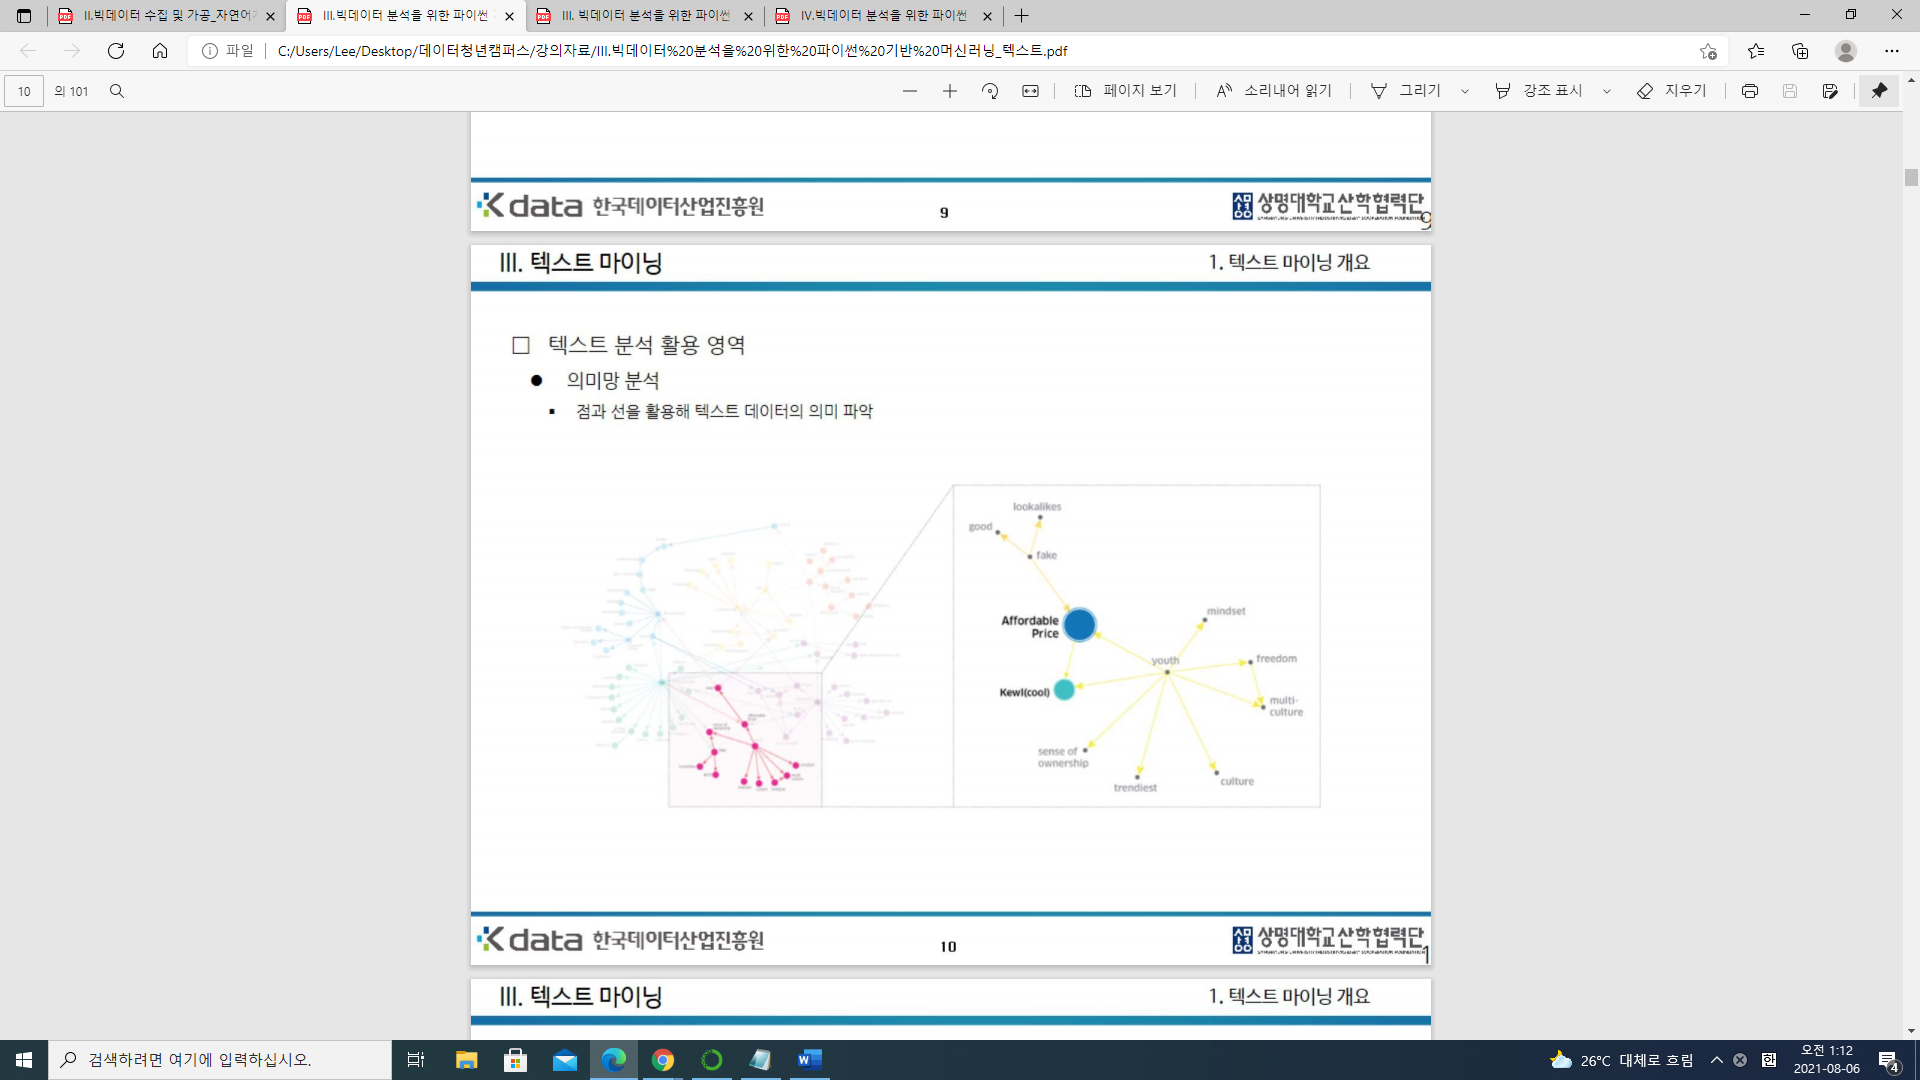 II.빅데이터 수집 및 가공_자연어
III.빅데이터 분석을 위한 파이썬
III. 빅데이터 분석을 위한 파이썬
IV.빅데이터 분석을 위한 파이썬
파일
C:/Users/Lee/Desktop/데이터청년캠퍼스/강의자료/III.빅데이터%20분석을%20위한%20파이썬%20기반%20머신러닝_텍스트.pdf
10 의 101
페이지 보기
소리내어 읽기
그리기
강조 표시
지우기
Kdata 한국데이터산업진흥원
9
상명대학교산학협력단
9
III. 텍스트 마이닝
1. 텍스트 마이닝 개요
텍스트 분석 활용 영역
의미망 분석
점과 선을 활용해 텍스트 데이터의 의미 파악
lookalikes
good
fake
Affordable
Price
mindset
youth
freedom
Kewl(cool)
multi-
culture
sense of
ownership
culture
trendiest
Kdata 한국데이터산업진흥원
10
상명대학교산학협력단
1
III. 텍스트 마이닝
1. 텍스트 마이닝 개요
검색하려면 여기에 입력하십시오.
26°C 대체로 흐림
한
오전 1:12
2021-08-06
4